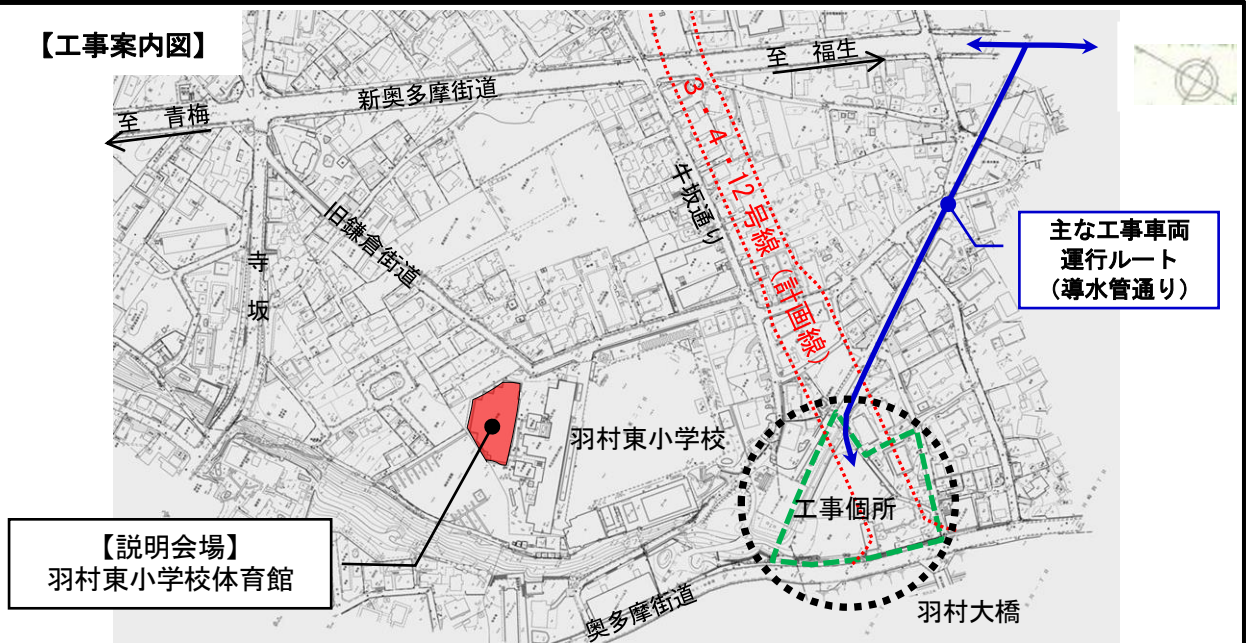 【工事案内図】
至 福生
新奥多摩街道
至 青梅
3・4・12号線（計画線）
牛坂通り
旧鎌倉街道
寺坂
主な工事車両
運行ルート
（導水管通り）
羽村東小学校
工事個所
【説明会場】
羽村東小学校体育館
奥多摩街道
羽村大橋